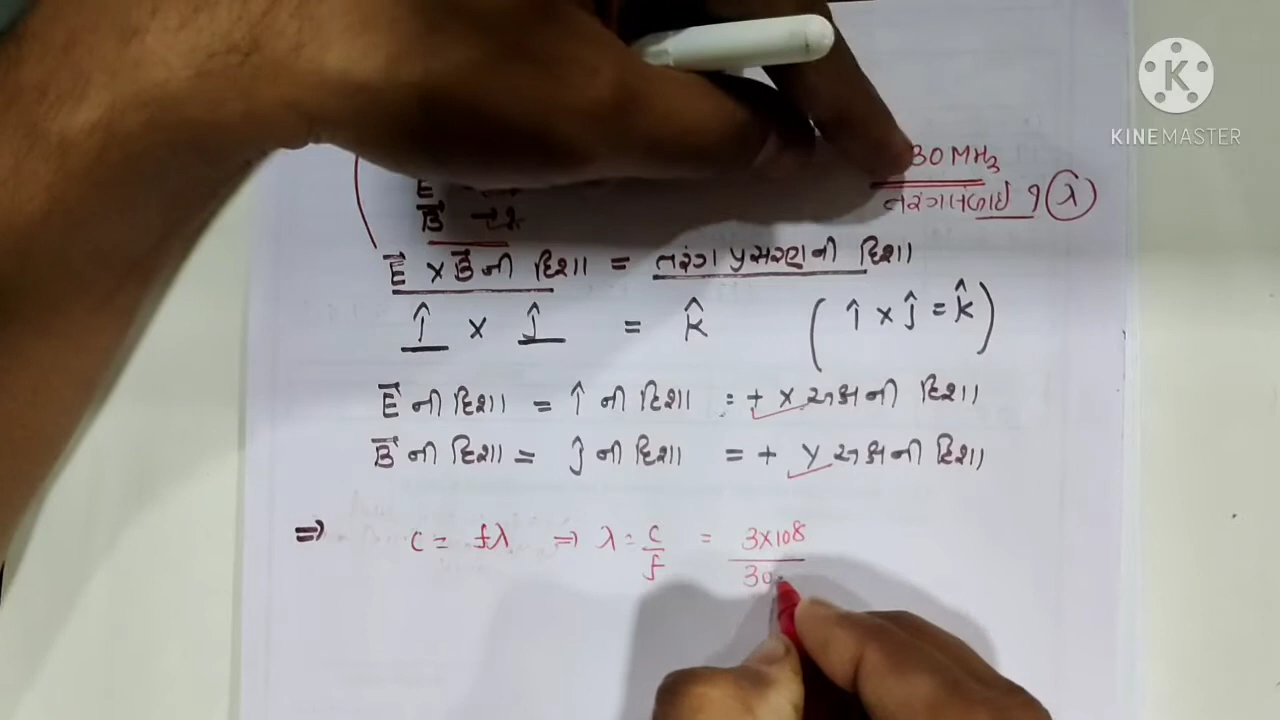 K
KINEMASTER
30 MHz
તરંગલંબાઈ ? λ
E⃗
B⃗ → ?
E⃗ × B⃗ ની દિશા = તરંગ પ્રસરણની દિશા
î × ĵ = k̂ (î × ĵ = k̂)
E⃗ ની દિશા = î ની દિશા = + X અક્ષની દિશા
B⃗ ની દિશા = ĵ ની દિશા = + Y અક્ષની દિશા
⇒ c = fλ ⇒ λ = c/f = 3×10⁸/30